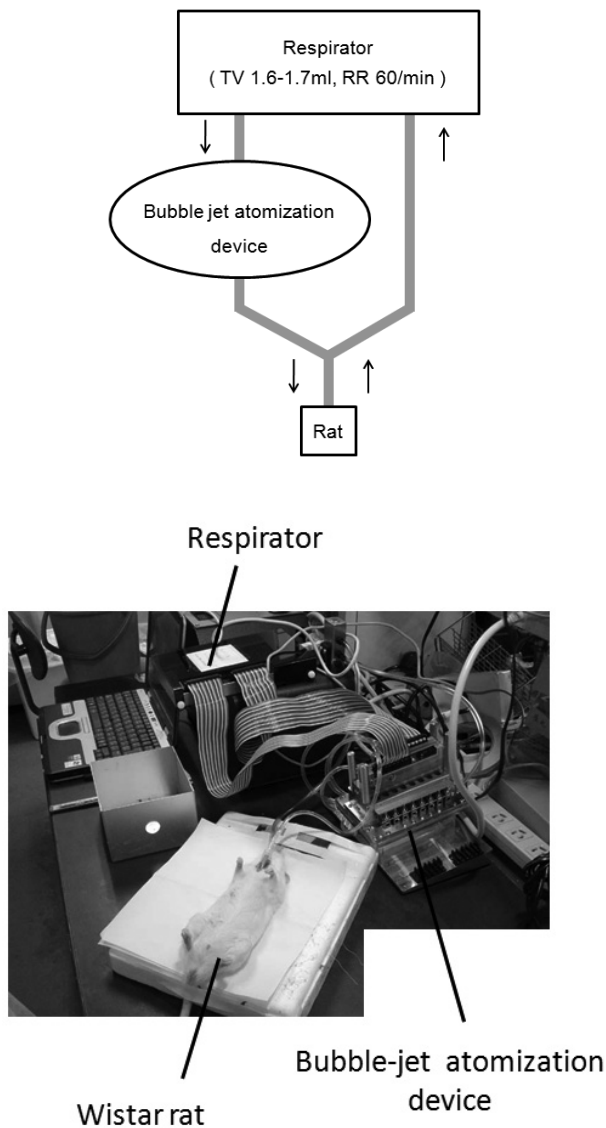 Respirator
( TV 1.6-1.7ml, RR 60/min )
Bubble jet atomization
device
Rat
Respirator
Bubble-jet atomization
device
Wistar rat